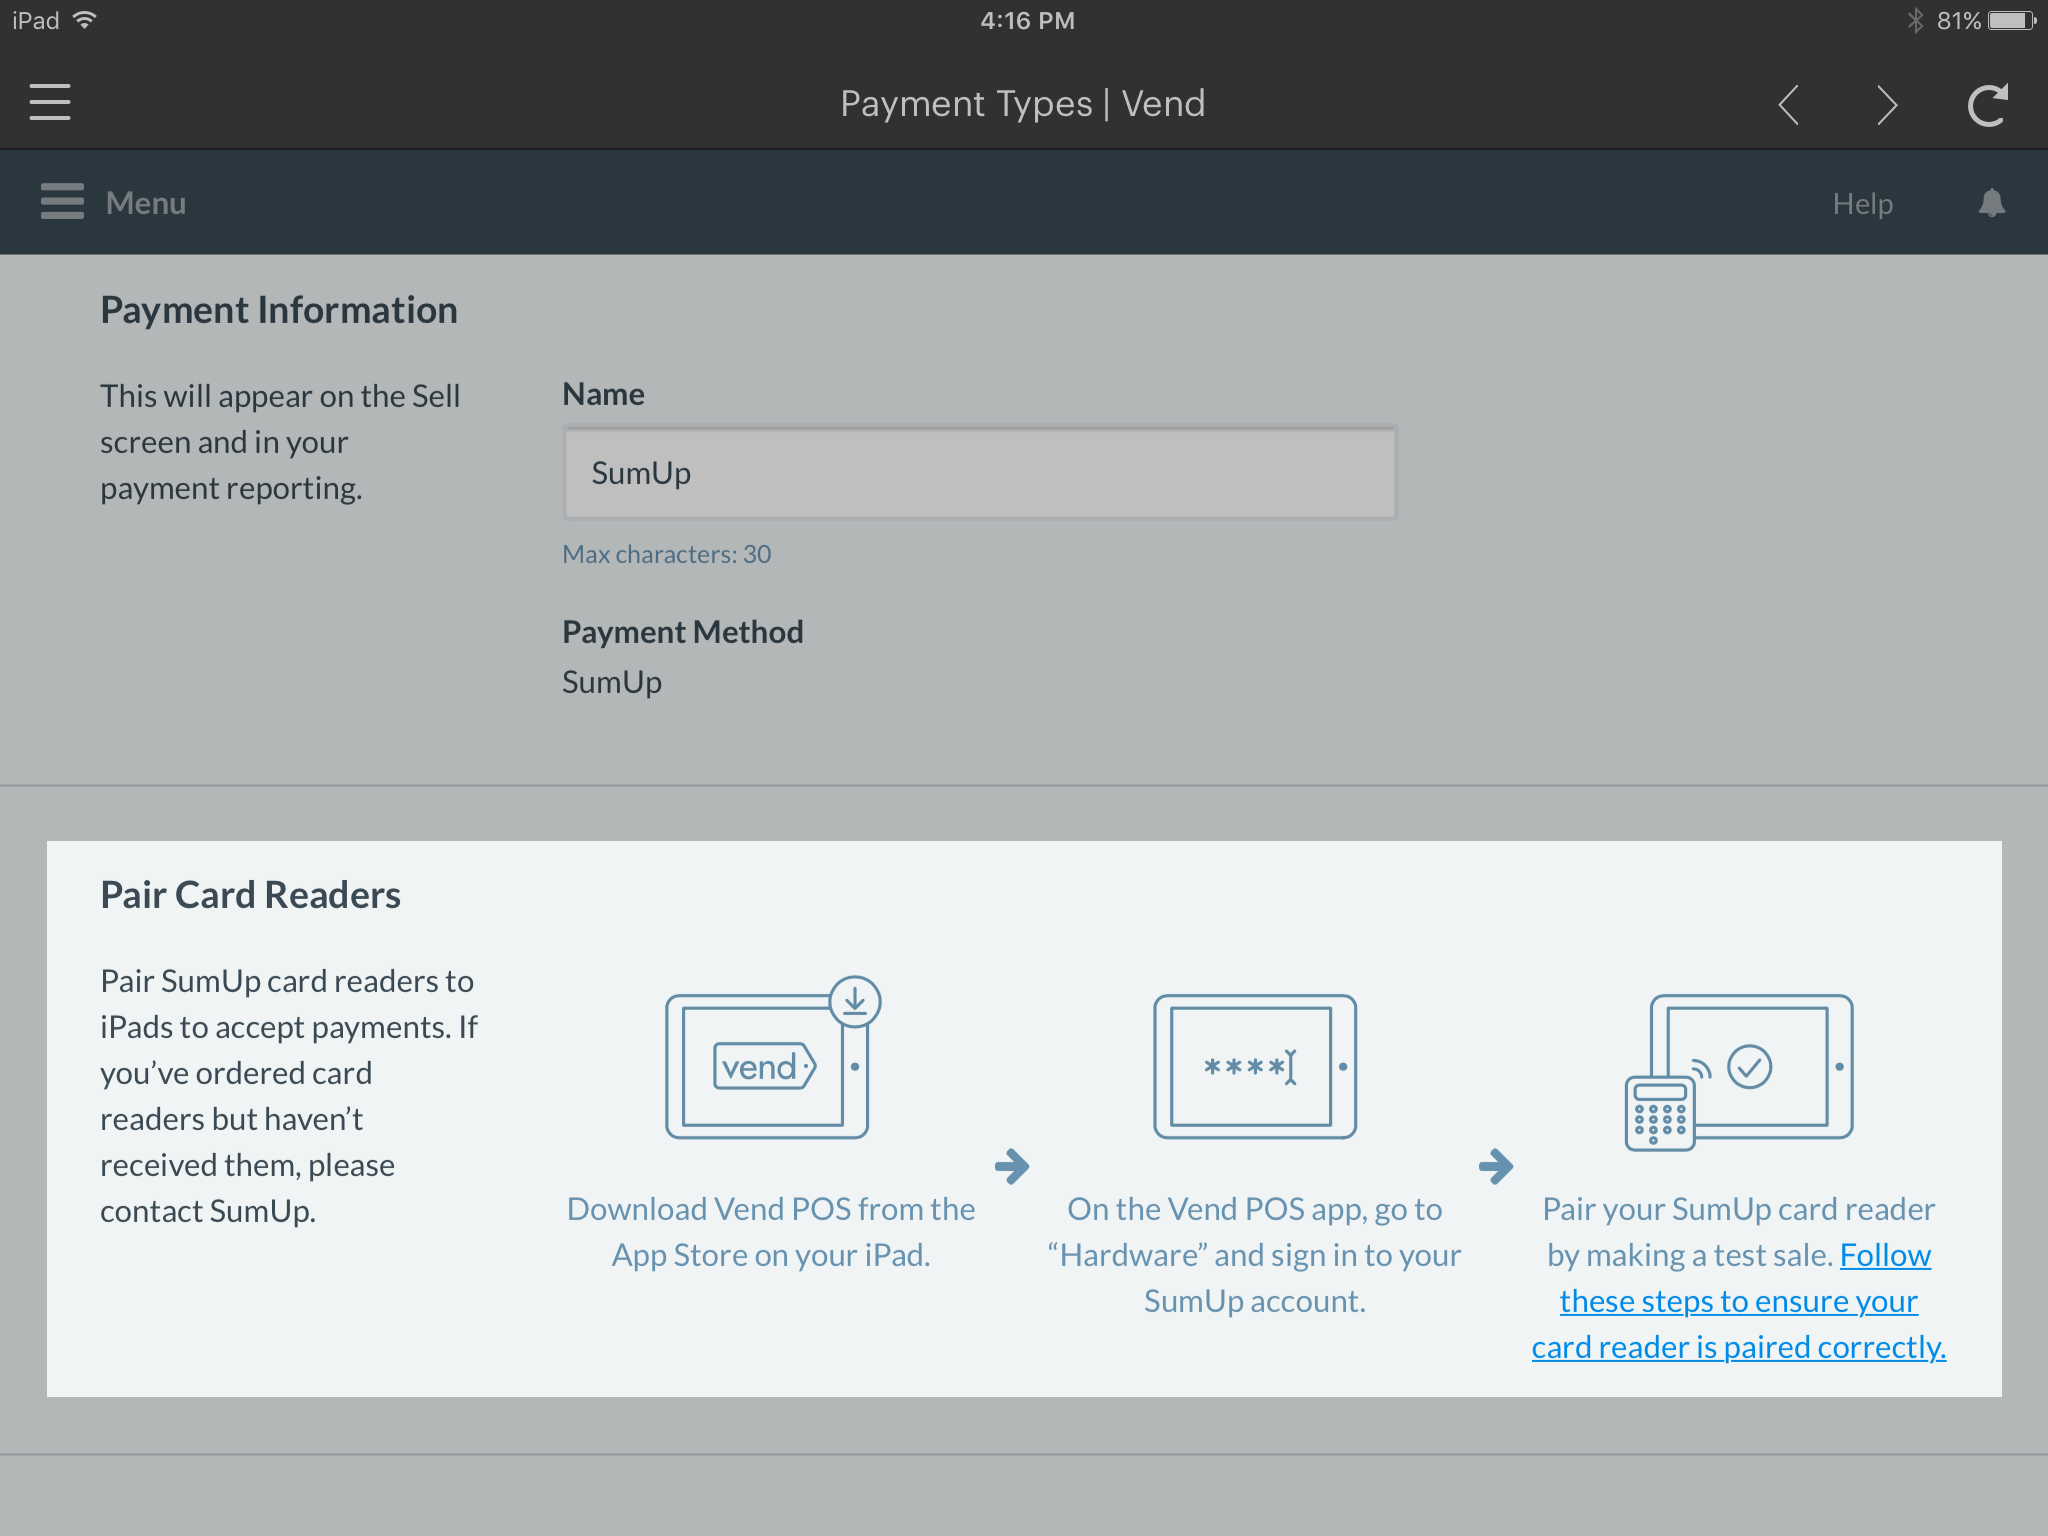 iPad
4:16 PM
81%
Payment Types | Vend
Menu
Help
Payment Information
This will appear on the Sell
screen and in your
payment reporting.
Name
SumUp
Max characters: 30
Payment Method
SumUp
Pair Card Readers
Pair SumUp card readers to
iPads to accept payments. If
you’ve ordered card
readers but haven’t
received them, please
contact SumUp.
vend
Download Vend POS from the
App Store on your iPad.
****
On the Vend POS app, go to
“Hardware” and sign in to your
SumUp account.
Pair your SumUp card reader
by making a test sale. Follow
these steps to ensure your
card reader is paired correctly.